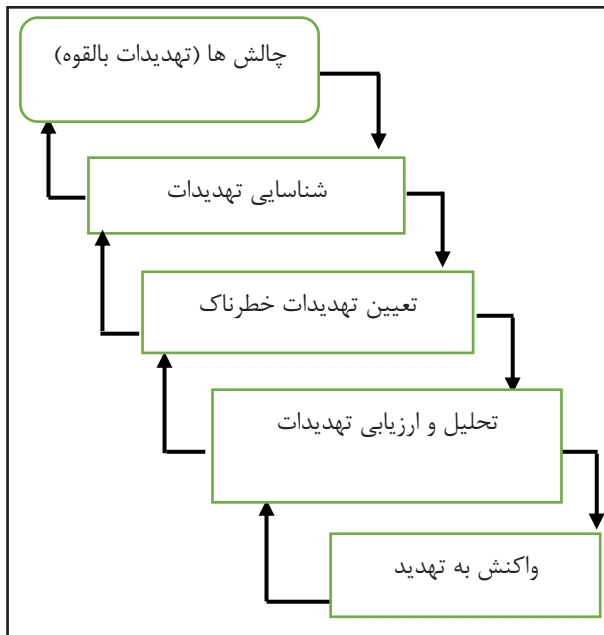 چالش ها (تهدیدات بالقوه)
شناسایی تهدیدات
تعیین تهدیدات خطرناک
تحلیل و ارزیابی تهدیدات
واکنش به تهدید